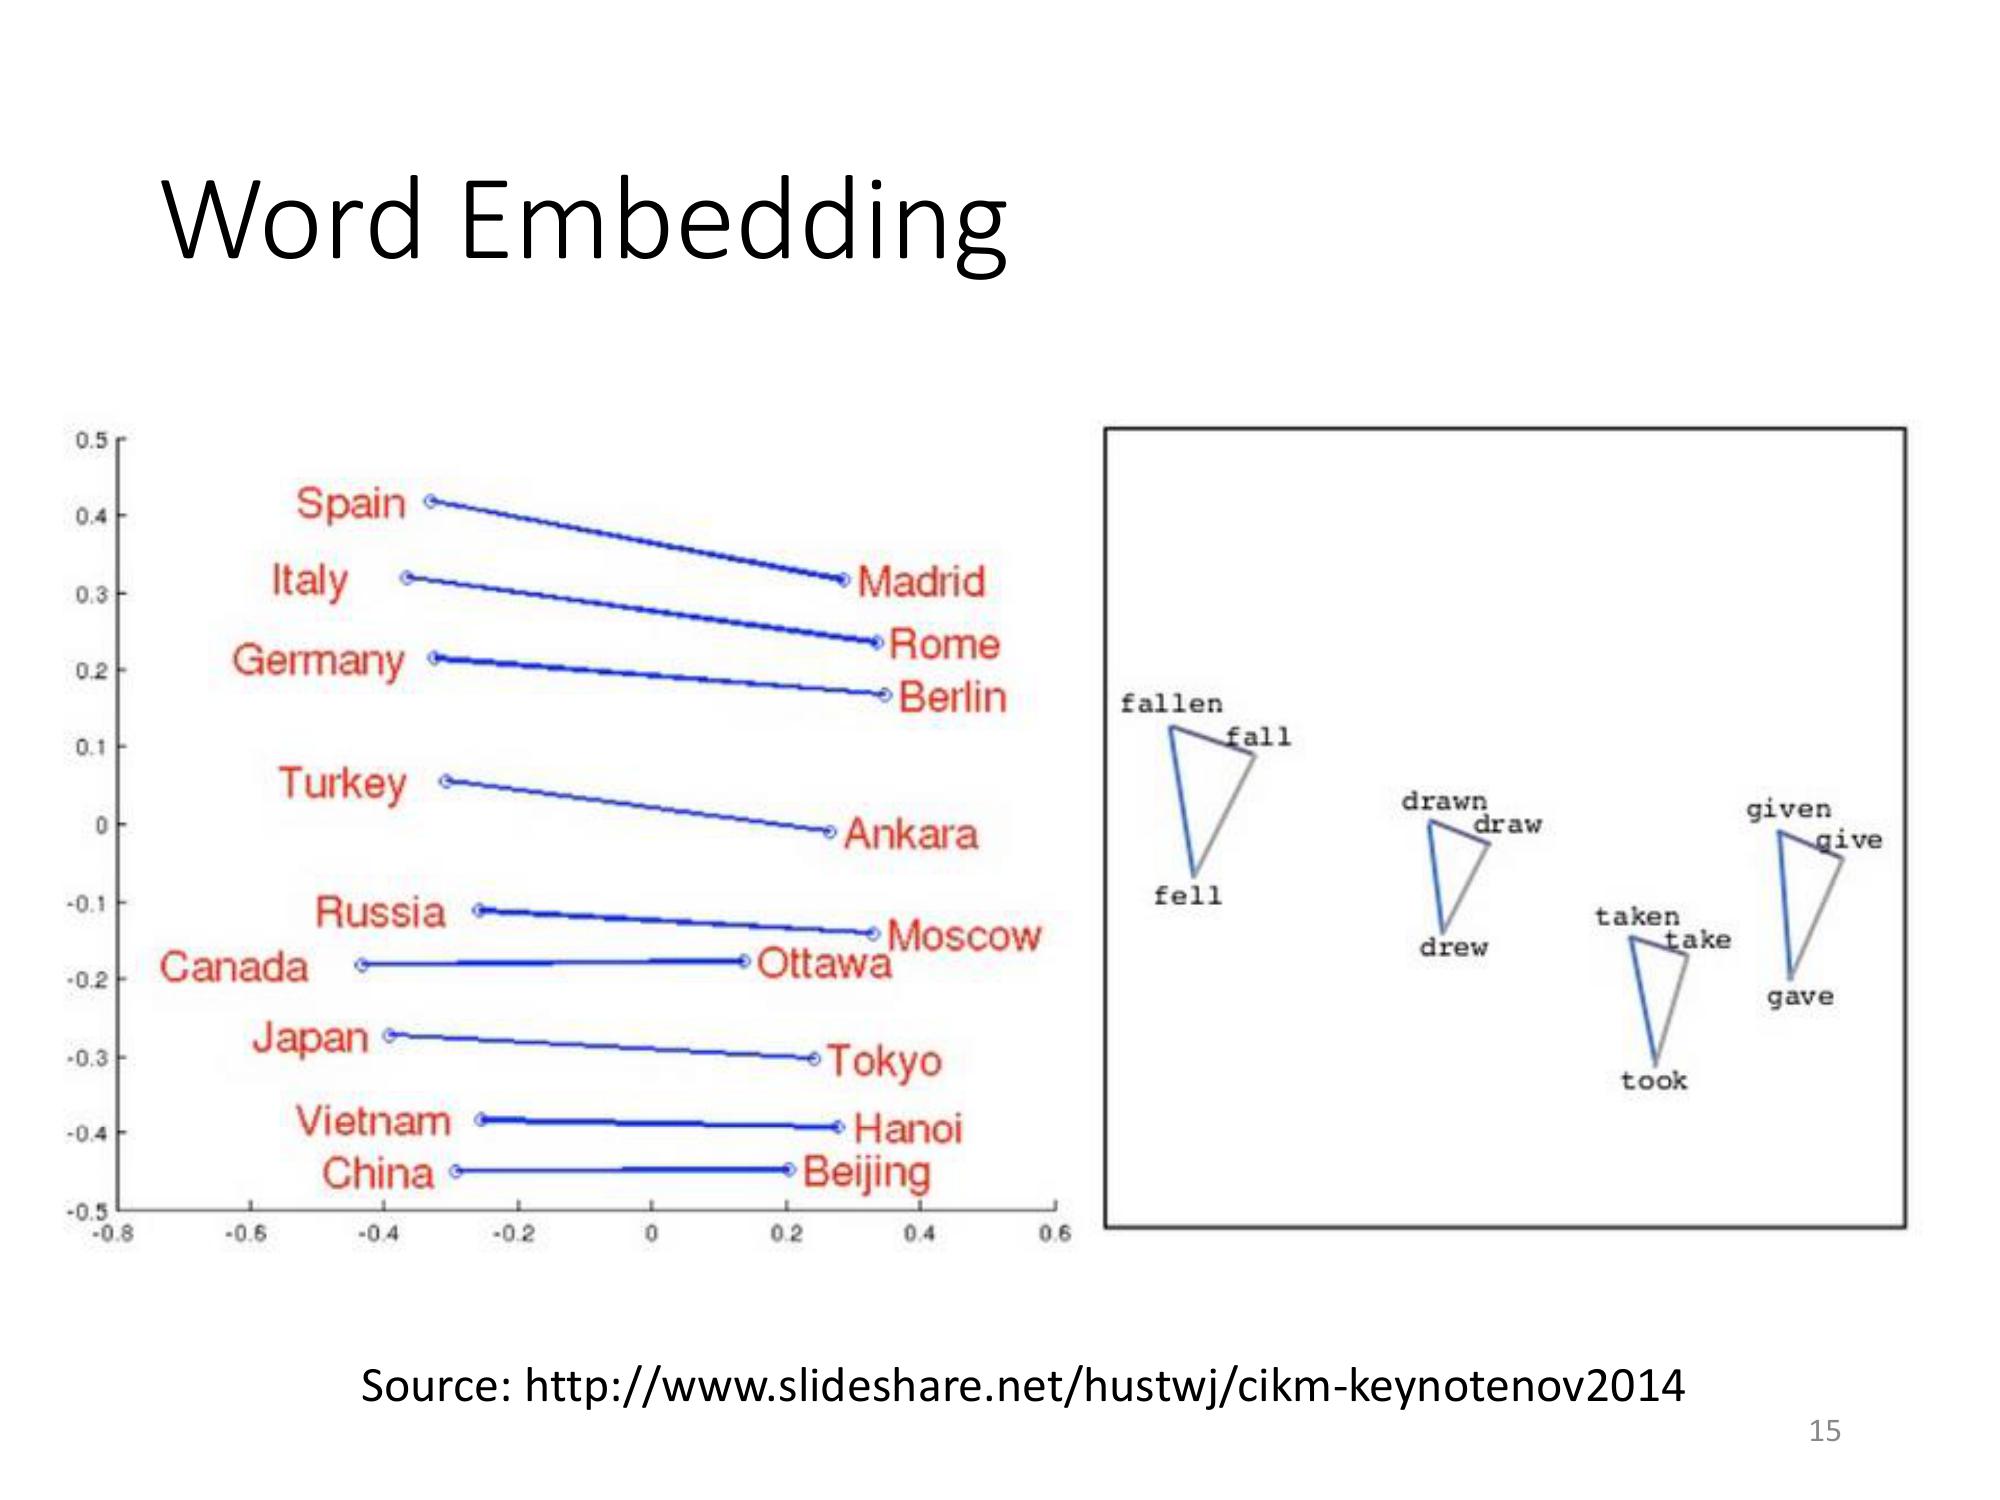 Word Embedding
0.5
0.4
0.3
0.2
0.1
0
-0.1
-0.2
-0.3
-0.4
-0.5
-0.8 -0.6 -0.4 -0.2 0 0.2 0.4 0.6
Spain
Madrid
Italy
Rome
Germany
Berlin
Turkey
Ankara
Russia
Moscow
Canada
Ottawa
Japan
Tokyo
Vietnam
Hanoi
China
Beijing
fallen
fall
fell
drawn
draw
drew
taken
take
took
given
give
gave
Source: http://www.slideshare.net/hustwj/cikm-keynotenov2014
15